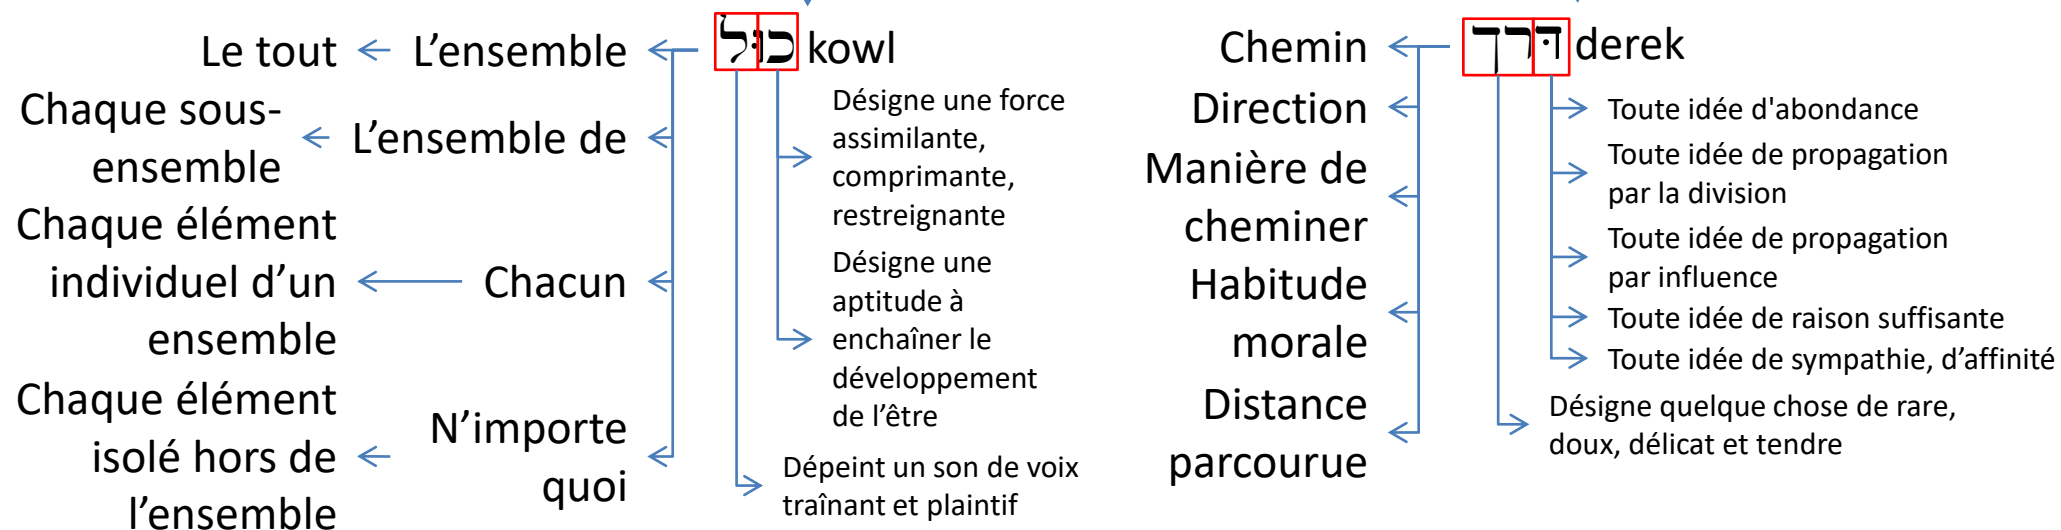 Le tout
L’ensemble
כּוּל kowl
Chaque sous-
ensemble
L’ensemble de
Chaque élément
individuel d’un
ensemble
Chacun
Chaque élément
isolé hors de
l’ensemble
N’importe
quoi
Désigne une force
assimilante,
comprimante,
restreignante
Désigne une
aptitude à
enchaîner le
développement
de l’être
Dépeint un son de voix
traînant et plaintif
Chemin
דּרך derek
Direction
Manière de
cheminer
Habitude
morale
Distance
parcourue
Toute idée d'abondance
Toute idée de propagation
par la division
Toute idée de propagation
par influence
Toute idée de raison suffisante
Toute idée de sympathie, d’affinité
Désigne quelque chose de rare,
doux, délicat et tendre